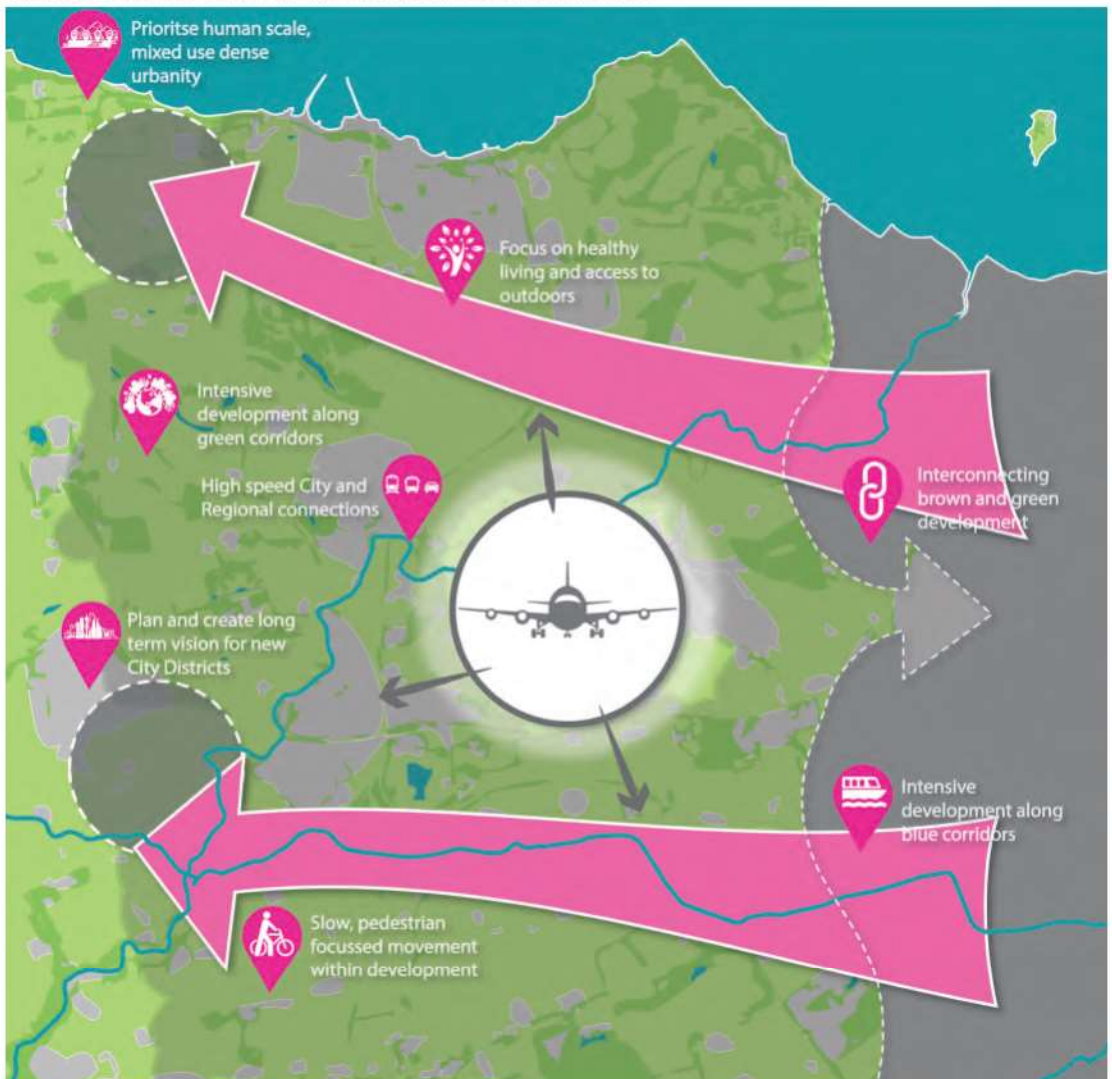 Prioritse human scale,
mixed use dense
urbanity
Focus on healthy
living and access to
outdoors
Intensive
development along
green corridors
High speed City and
Regional connections
Interconnecting
brown and green
development
Plan and create long
term vision for new
City Districts
Intensive
development along
blue corridors
Slow, pedestrian
focussed movement
within development